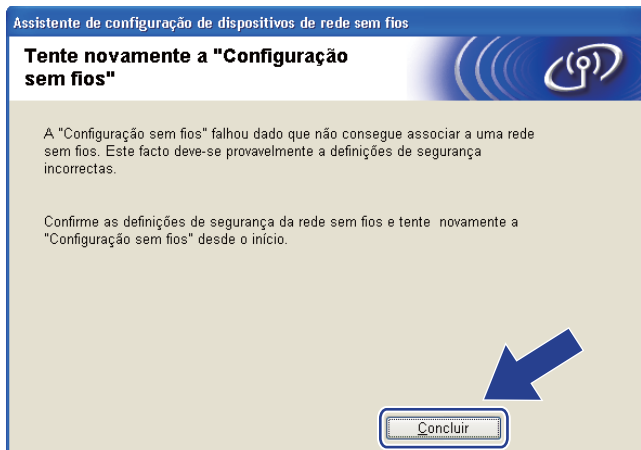 Assistente de configuração de dispositivos de rede sem fios
Tente novamente a "Configuração
sem fios"
A "Configuração sem fios" falhou dado que não consegue associar a uma rede
sem fios. Este facto deve-se provavelmente a definições de segurança
incorrectas.
Confirme as definições de segurança da rede sem fios e tente novamente a
"Configuração sem fios" desde o início.
Concluir